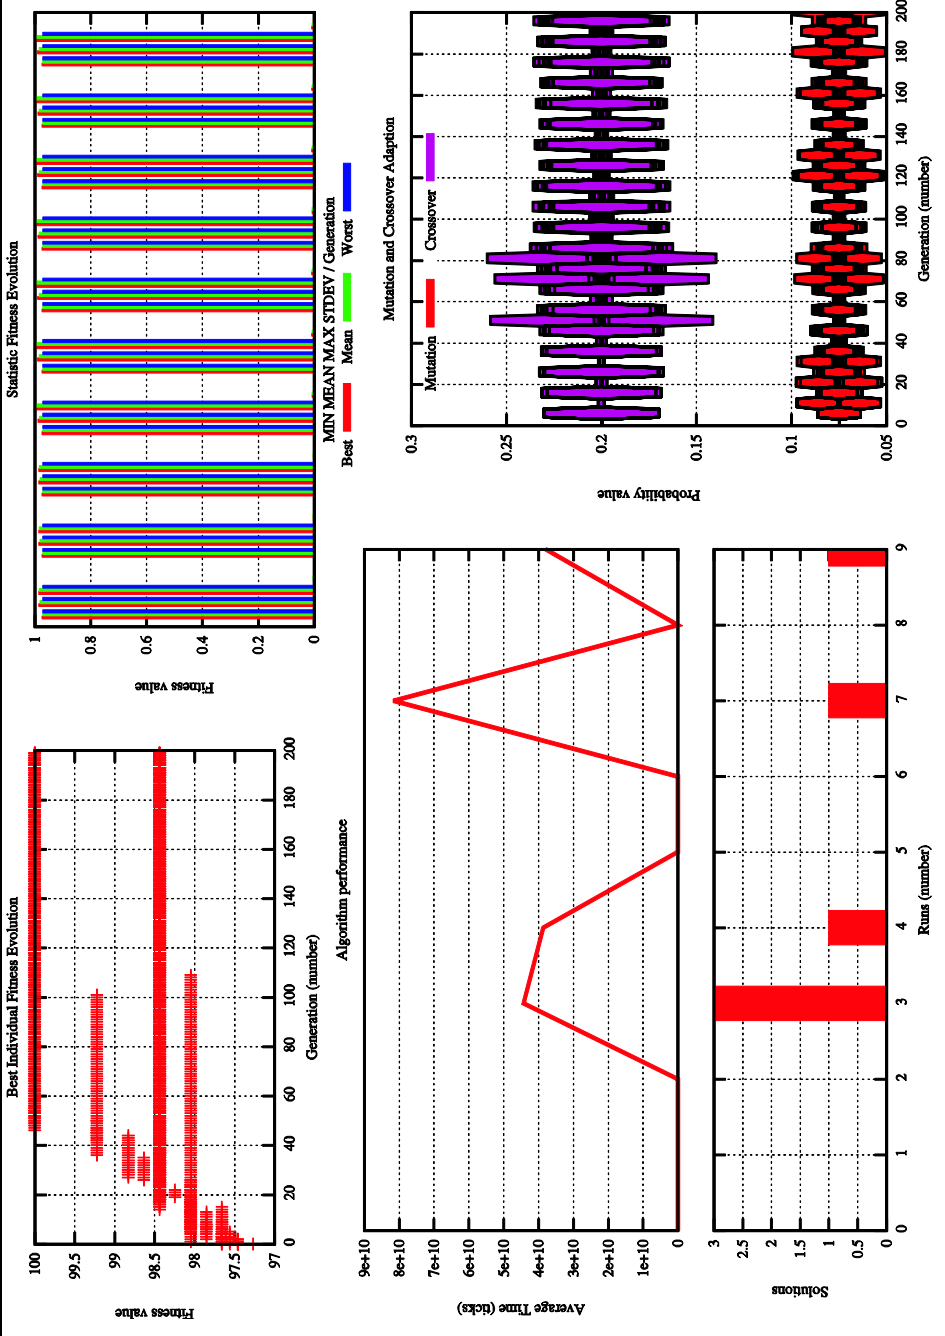 Best Individual Fitness Evolution
Fitness value
100
99.5
99
98.5
98
97.5
97
0 20 40 60 80 100 120 140 160 180 200
Generation (number)
Statistic Fitness Evolution
Fitness value
1
0.8
0.6
0.4
0.2
0
MIN MEAN MAX STDEV / Generation
Best Mean Worst
Algorithm performance
Average Time (ticks)
9e+10
8e+10
7e+10
6e+10
5e+10
4e+10
3e+10
2e+10
1e+10
0
Solutions
3
2.5
2
1.5
1
0.5
0
0 1 2 3 4 5 6 7 8 9
Runs (number)
Mutation and Crossover Adaption
Mutation Crossover
Probability value
0.3
0.25
0.2
0.15
0.1
0.05
0 20 40 60 80 100 120 140 160 180 200
Generation (number)